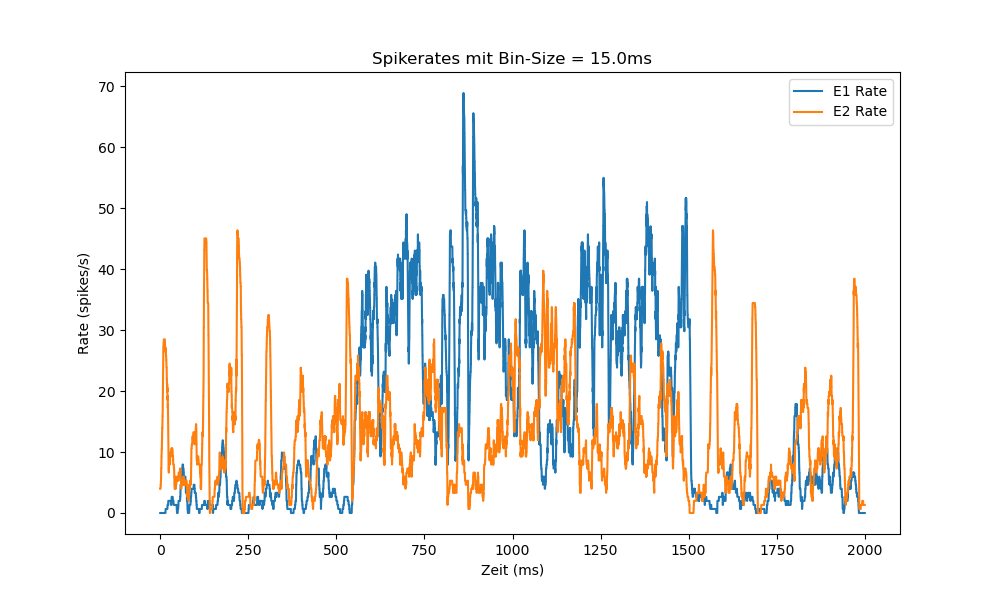 Spikerates mit Bin-Size = 15.0ms
E1 Rate
E2 Rate
Rate (spikes/s)
70
60
50
40
30
20
10
0
0 250 500 750 1000 1250 1500 1750 2000
Zeit (ms)